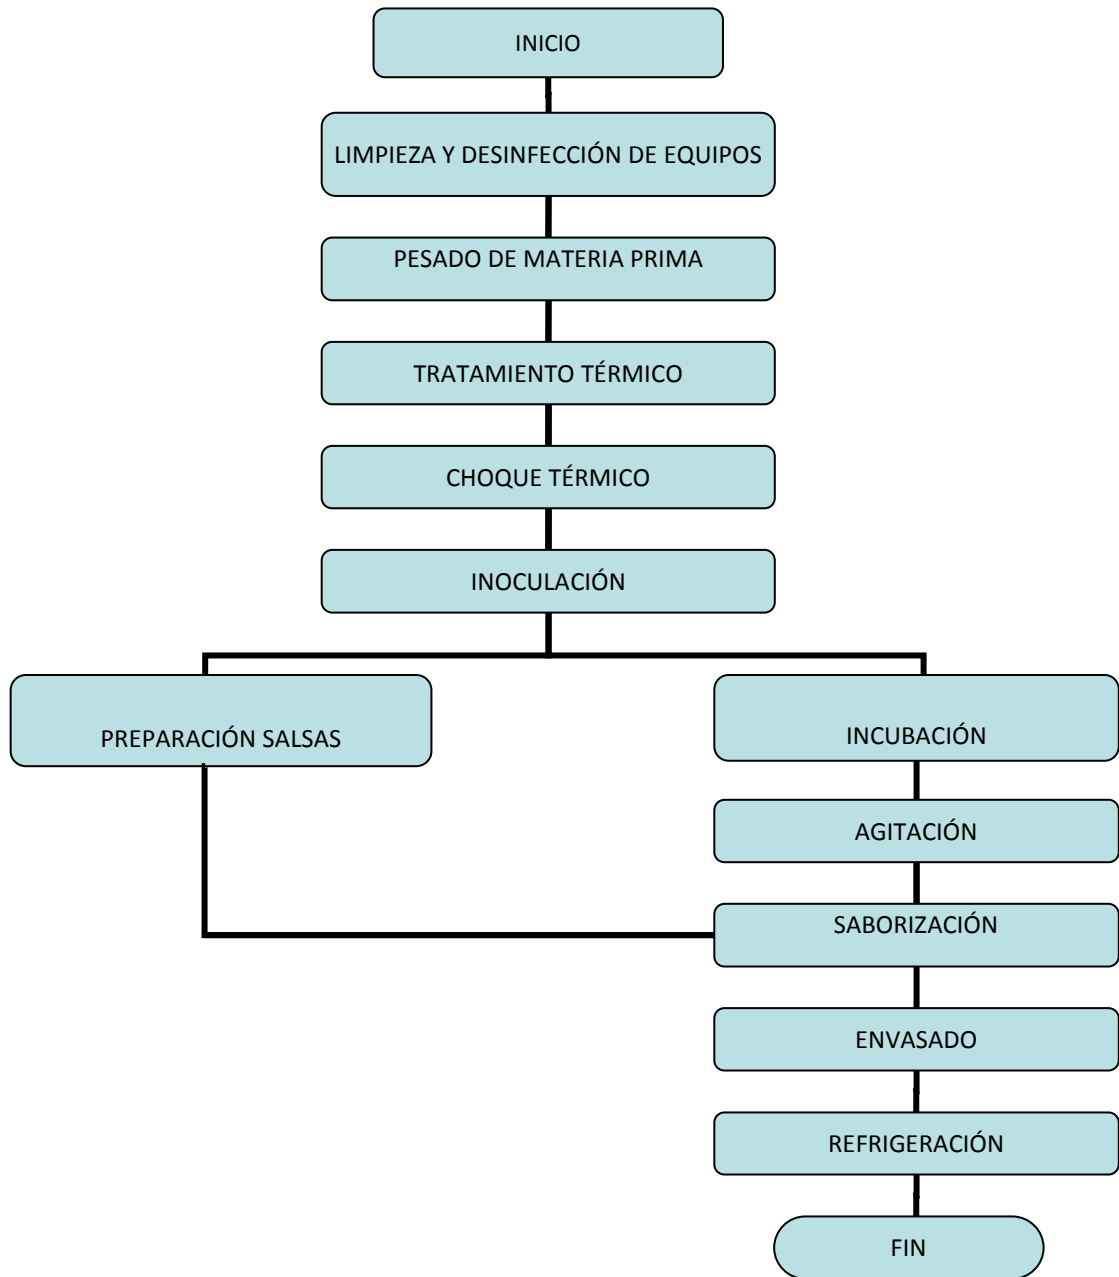 INICIO
LIMPIEZA Y DESINFECCIÓN DE EQUIPOS
PESADO DE MATERIA PRIMA
TRATAMIENTO TÉRMICO
CHOQUE TÉRMICO
INOCULACIÓN
PREPARACIÓN SALSAS
INCUBACIÓN
AGITACIÓN
SABORIZACIÓN
ENVASADO
REFRIGERACIÓN
FIN